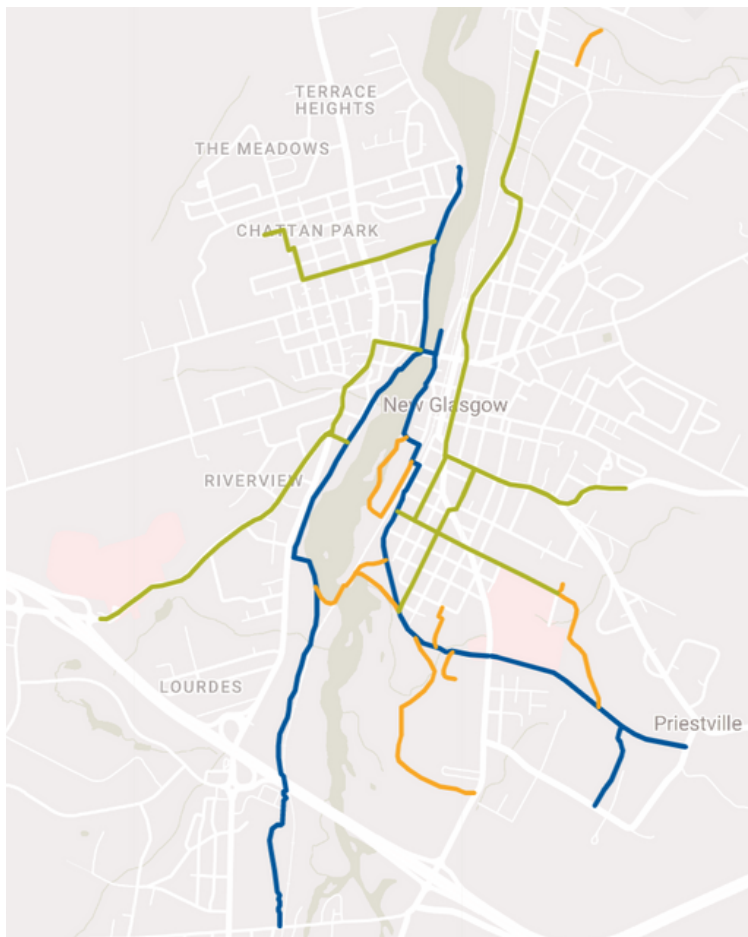 TERRACE
HEIGHTS
THE MEADOWS
CHATTAN PARK
New Glasgow
RIVERVIEW
LOURDES
Priestville